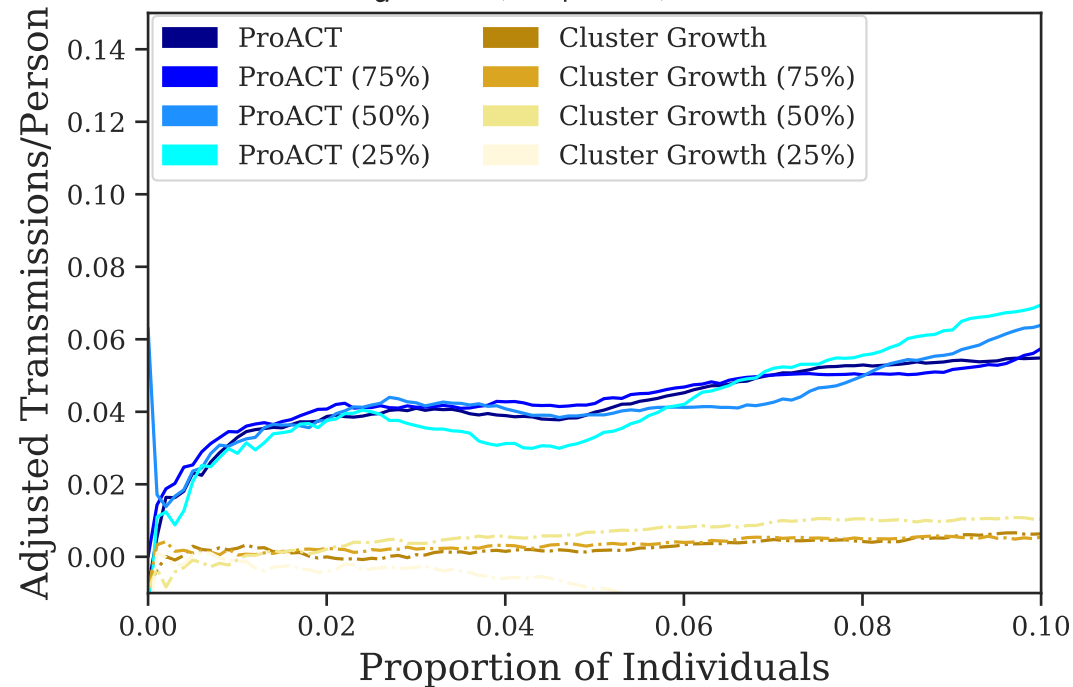 ProACT
ProACT (75%)
ProACT (50%)
ProACT (25%)
Cluster Growth
Cluster Growth (75%)
Cluster Growth (50%)
Cluster Growth (25%)
Adjusted Transmissions/Person
0.14
0.12
0.10
0.08
0.06
0.04
0.02
0.00
0.00 0.02 0.04 0.06 0.08 0.10
Proportion of Individuals